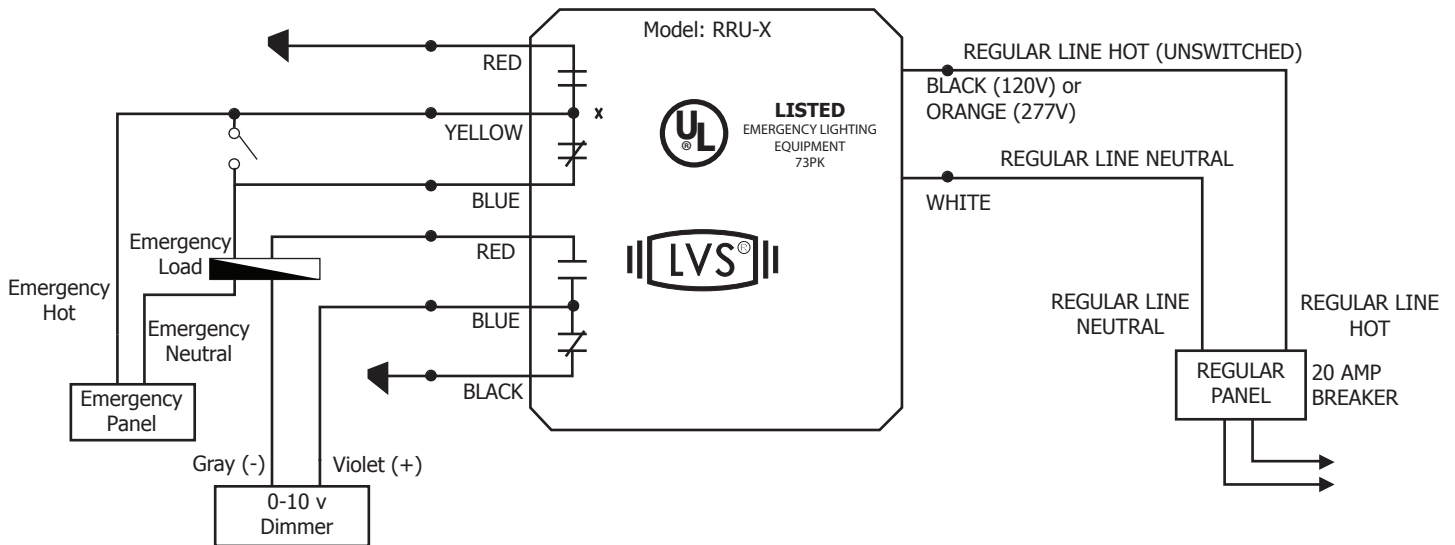 Model: RRU-X
RED
YELLOW
x
BLUE
RED
BLUE
BLACK
UL
®
LISTED
EMERGENCY LIGHTING
EQUIPMENT
73PK
LVS®
REGULAR LINE HOT (UNSWITCHED)
BLACK (120V) or
ORANGE (277V)
REGULAR LINE NEUTRAL
WHITE
Emergency
Load
Emergency
Hot
Emergency
Neutral
Emergency
Panel
Gray (-)
Violet (+)
0-10 v
Dimmer
REGULAR LINE
NEUTRAL
REGULAR LINE
HOT
REGULAR
PANEL
20 AMP
BREAKER